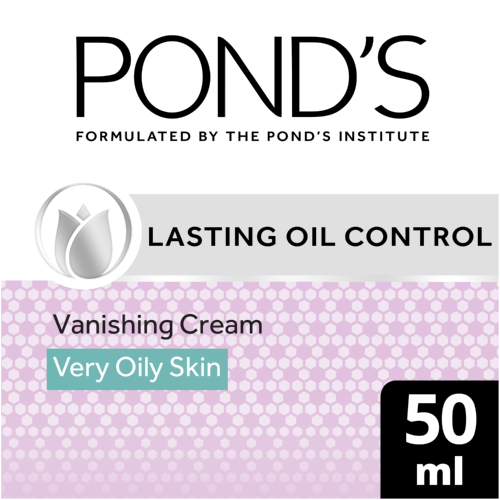 POND'S
FORMULATED BY THE POND'S INSTITUTE
LASTING OIL CONTROL
Vanishing Cream
Very Oily Skin
50
ml